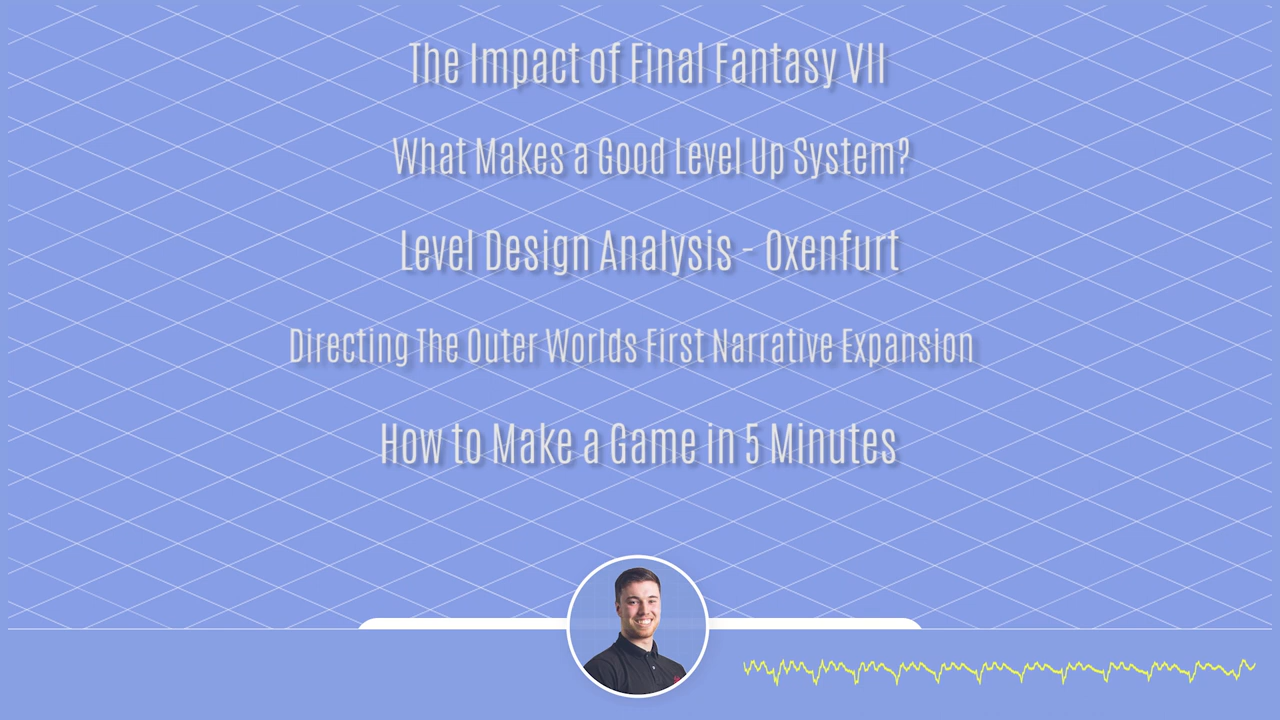 The Impact of Final Fantasy VII
What Makes a Good Level Up System?
Level Design Analysis - Oxenfurt
Directing The Outer Worlds First Narrative Expansion
How to Make a Game in 5 Minutes